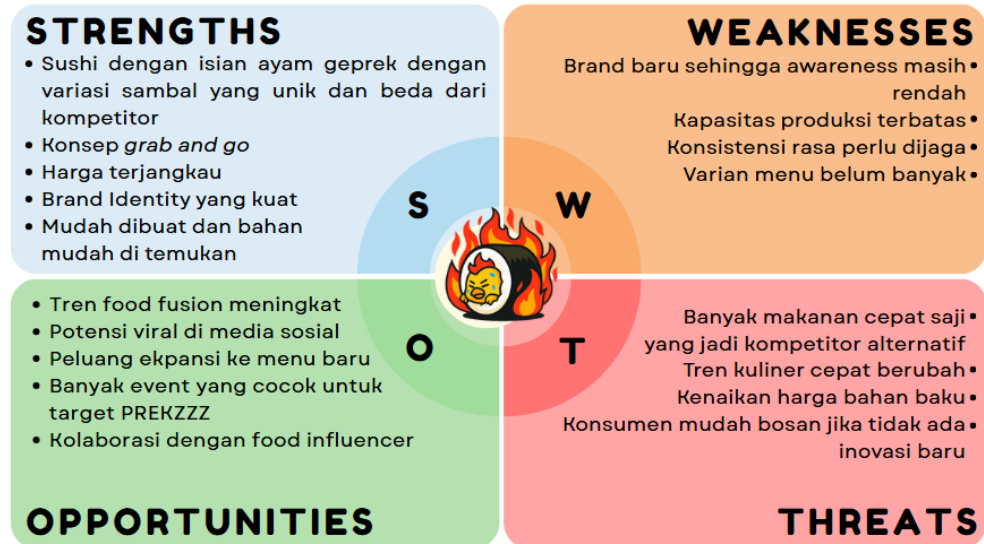 STRENGTHS
• Sushi dengan isian ayam geprek dengan
variasi sambal yang unik dan beda dari
kompetitor
• Konsep grab and go
• Harga terjangkau
• Brand Identity yang kuat
• Mudah dibuat dan bahan
mudah di temukan
WEAKNESSES
Brand baru sehingga awareness masih •
rendah
Kapasitas produksi terbatas •
Konsistensi rasa perlu dijaga •
Varian menu belum banyak •
S
W
O
T
• Tren food fusion meningkat
• Potensi viral di media sosial
• Peluang ekpansi ke menu baru
• Banyak event yang cocok untuk
target PREKZZZ
• Kolaborasi dengan food influencer
OPPORTUNITIES
Banyak makanan cepat saji •
yang jadi kompetitor alternatif
Tren kuliner cepat berubah •
Kenaikan harga bahan baku •
Konsumen mudah bosan jika tidak ada •
inovasi baru
THREATS